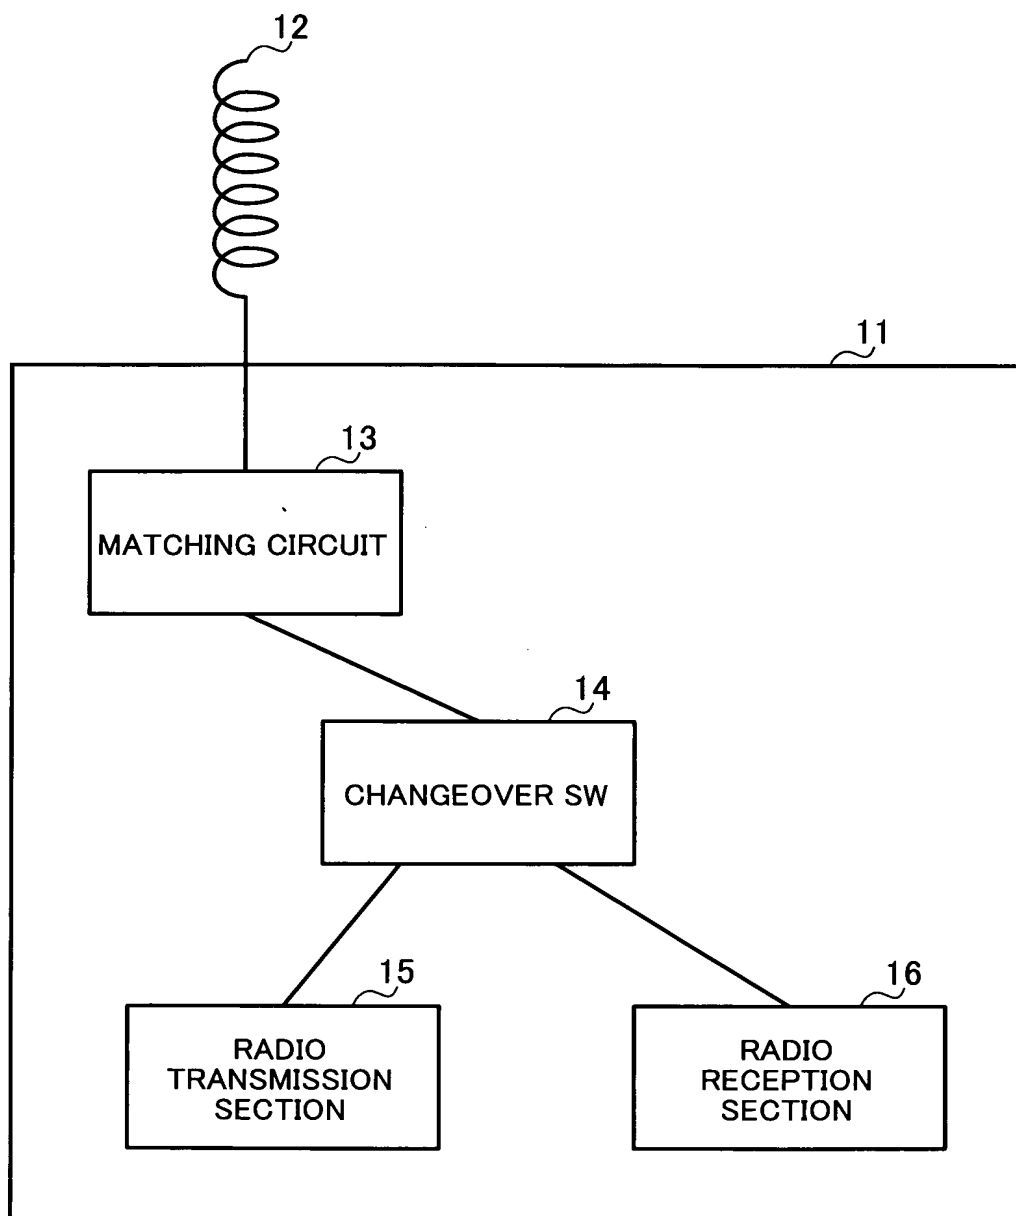 12
11
13
MATCHING CIRCUIT
14
CHANGEOVER SW
15
RADIO
TRANSMISSION
SECTION
16
RADIO
RECEPTION
SECTION